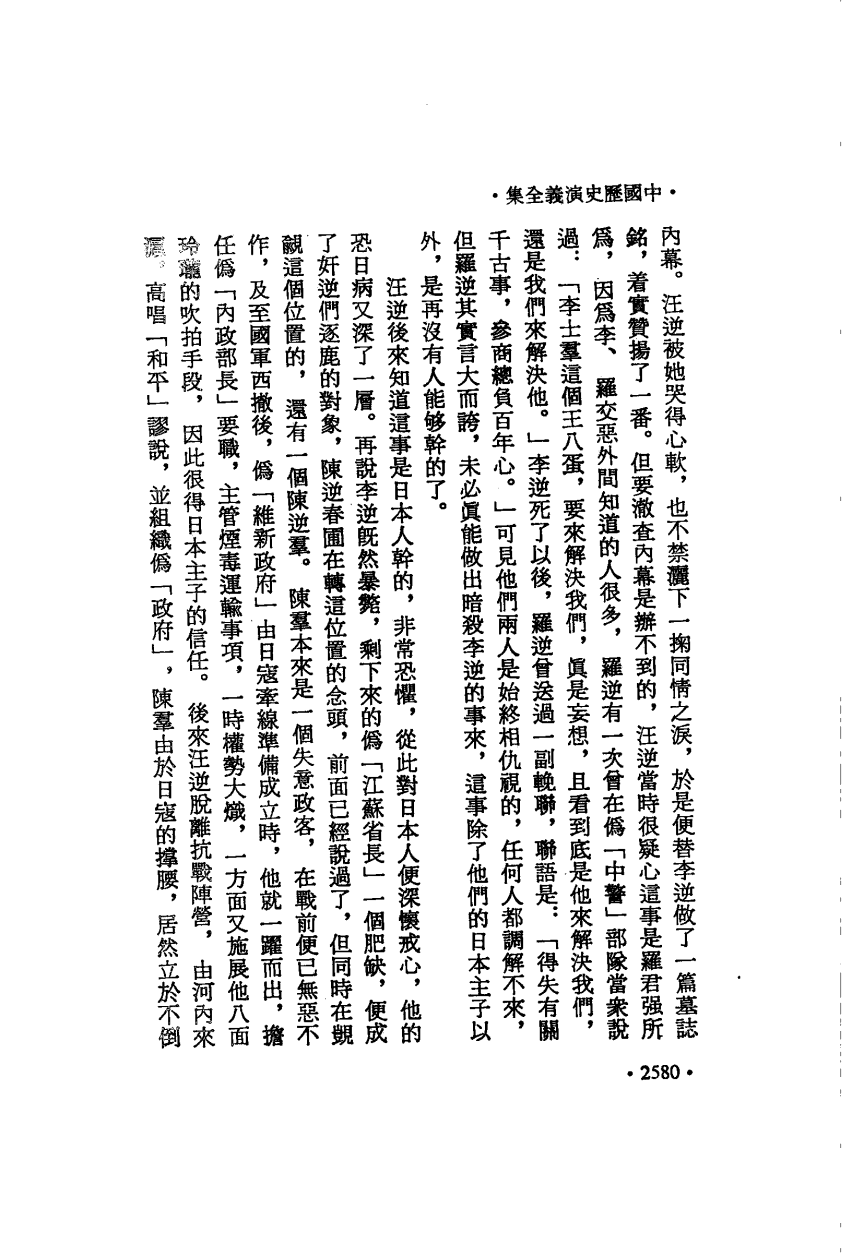 •中國歷史演義全集•
內幕。汪逆被她哭得心軟，也不禁灑下一掬同情之淚，於是便替李逆做了一篇墓誌
銘，着實贊揚了一番。但要澈查內幕是辦不到的，汪逆當時很疑心這事是羅君强所
爲，因爲李、羅交惡外間知道的人很多，羅逆有一次曾在僞「中警」部隊當衆說
過：「李士羣這個王八蛋，要來解決我們，眞是妄想，且看到底是他來解決我們，
還是我們來解決他。」李逆死了以後，羅逆曾送過一副輓聯，聯語是：「得失有關
千古事，參商總負百年心。」可見他們兩人是始終相仇視的，任何人都調解不來，
但羅逆其實言大而誇，未必眞能做出暗殺李逆的事來，這事除了他們的日本主子以
外，是再沒有人能够幹的了。
汪逆後來知道這事是日本人幹的，非常恐懼，從此對日本人便深懷戒心，他的
恐日病又深了一層。再說李逆旣然暴斃，剩下來的僞「江蘇省長」一個肥缺，便成
了奸逆們逐鹿的對象，陳逆春圃在轉這位置的念頭，前面已經說過了，但同時在覬
覦這個位置的，還有一個陳逆羣。陳羣本來是一個失意政客，在戰前便已無惡不
作，及至國軍西撤後，僞「維新政府」由日寇牽線準備成立時，他就一躍而出，擔
任僞「內政部長」要職，主管煙毒運輸事項，一時權勢大熾，一方面又施展他八面
玲瓏的吹拍手段，因此很得日本主子的信任。後來汪逆脫離抗戰陣營，由河內來
滬，高唱「和平」謬說，並組織僞「政府」，陳羣由於日寇的撐腰，居然立於不倒
•2580•